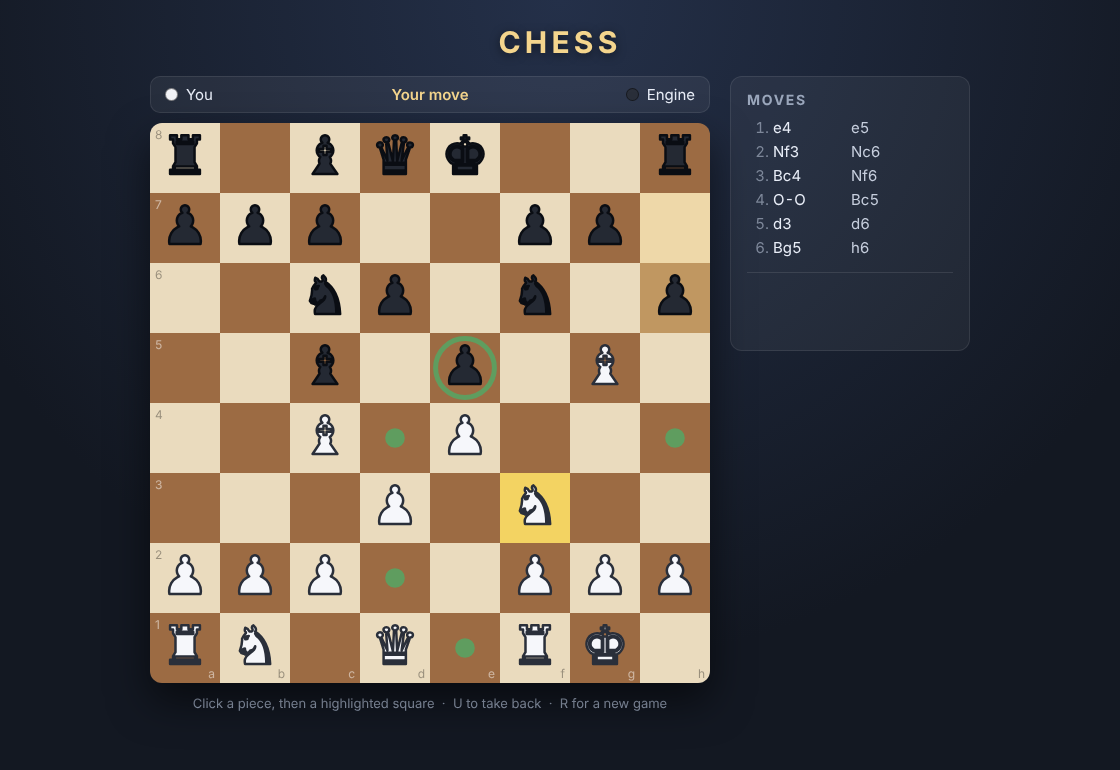 CHESS
You Your move Engine
MOVES
1. e4 e5
2. Nf3 Nc6
3. Bc4 Nf6
4. O-O Bc5
5. d3 d6
6. Bg5 h6
8
7
6
5
4
3
2
1
a b c d e f g h
Click a piece, then a highlighted square · U to take back · R for a new game